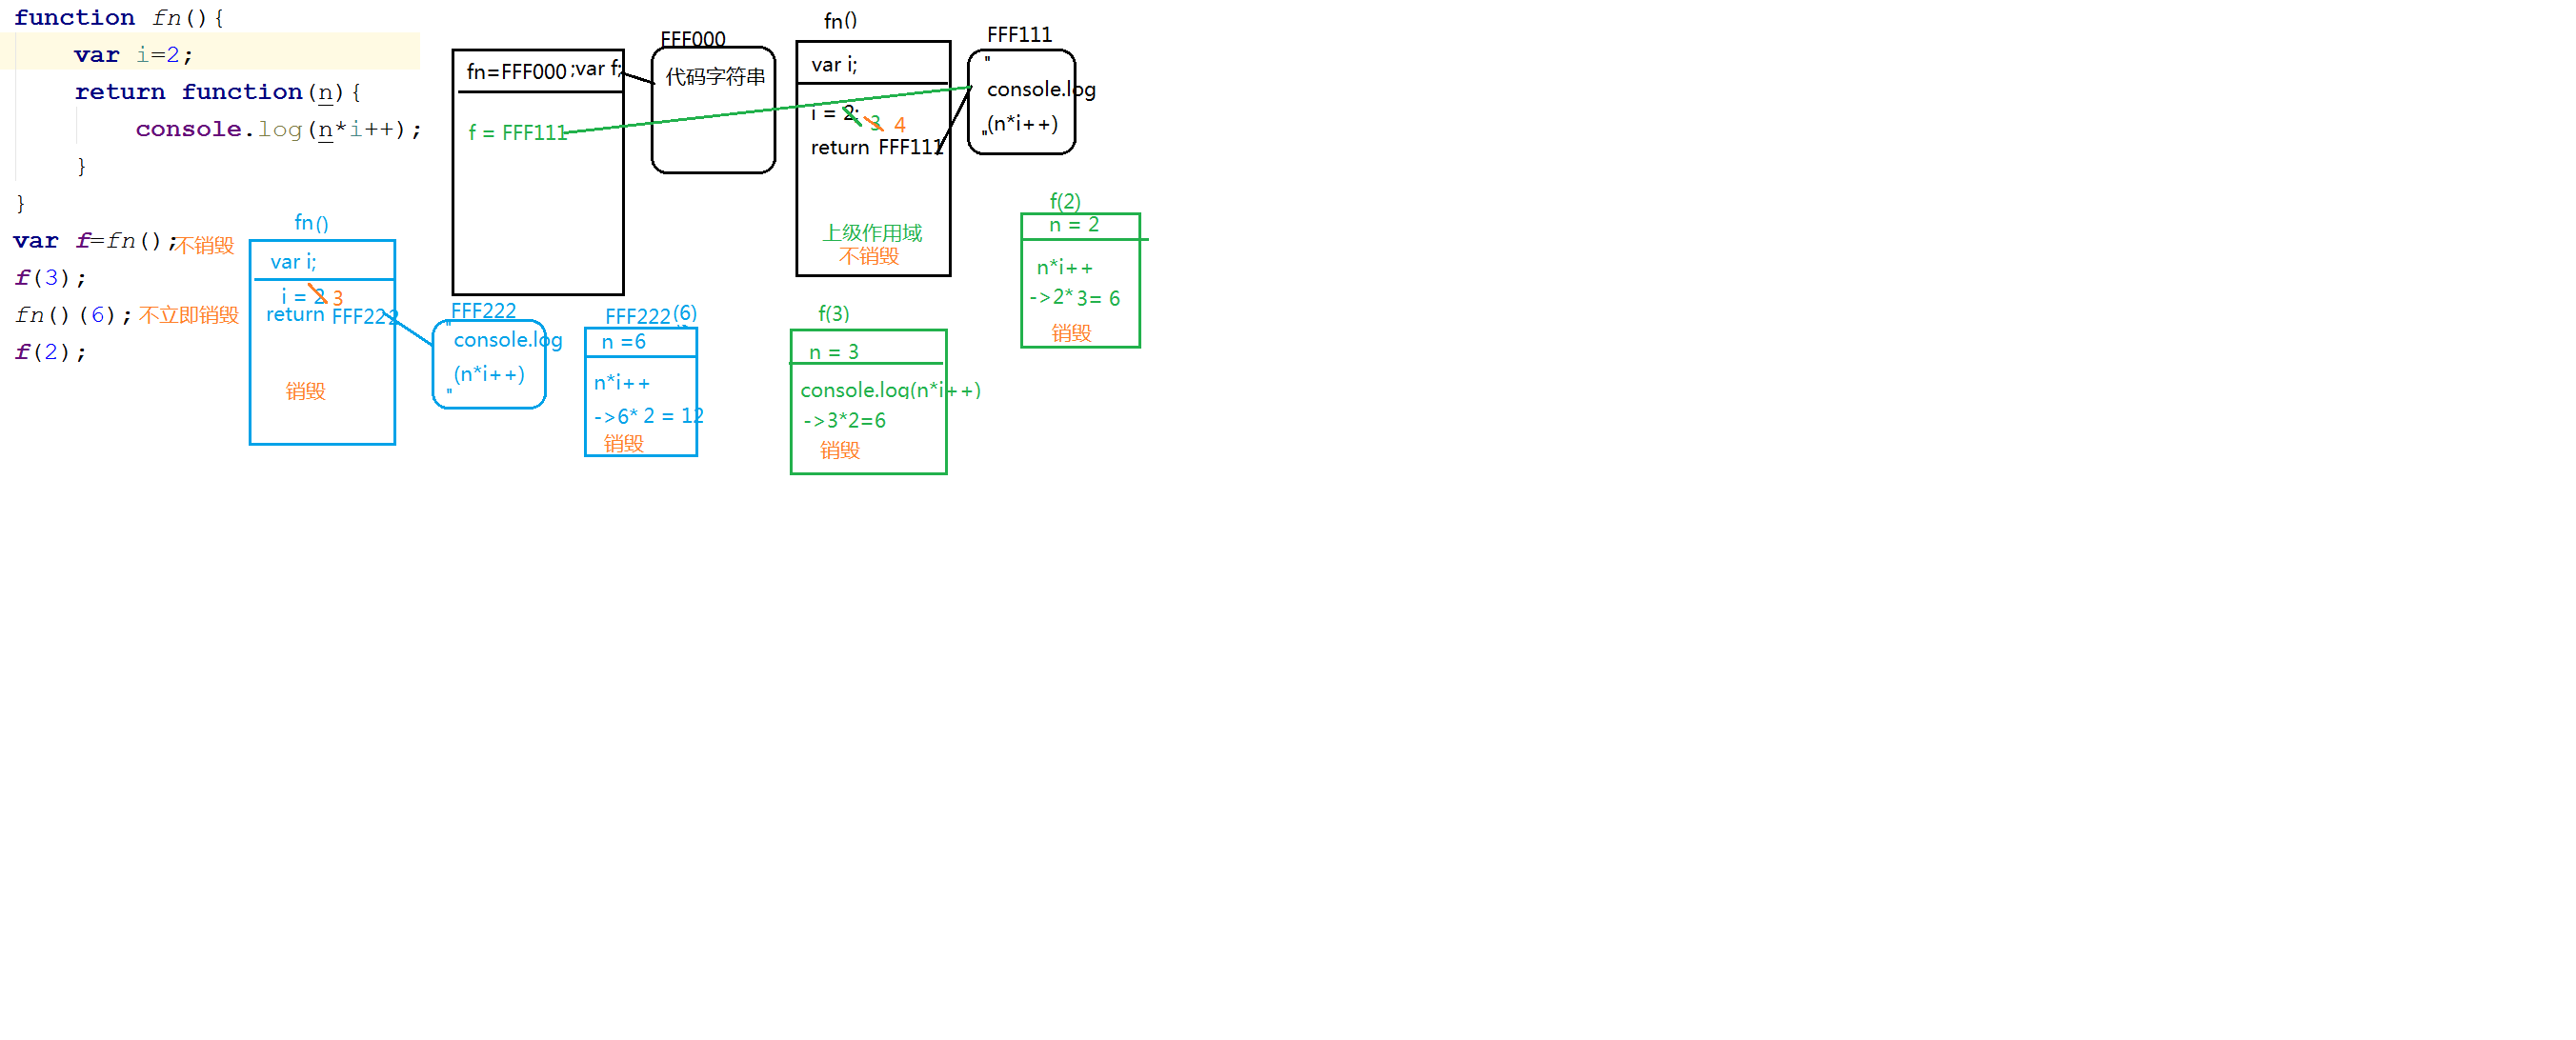 function fn(){
var i=2;
return function(n){
console.log(n*i++);
}
}
var f=fn();不销毁
f(3);
fn()(6);不立即销毁
f(2);
fn=FFF000;var f;
f = FFF111
FFF000
代码字符串
fn()
var i;
i = 2; 3 4
return FFF111
上级作用域
不销毁
FFF111
"
console.log
(n*i++)
"
f(2)
n = 2
n*i++
->2*3= 6
销毁
fn()
var i;
i = 2 3
return FFF222
销毁
FFF222
"
console.log
(n*i++)
"
FFF222(6)
n =6
n*i++
->6* 2 = 12
销毁
f(3)
n = 3
console.log(n*i++)
->3*2=6
销毁